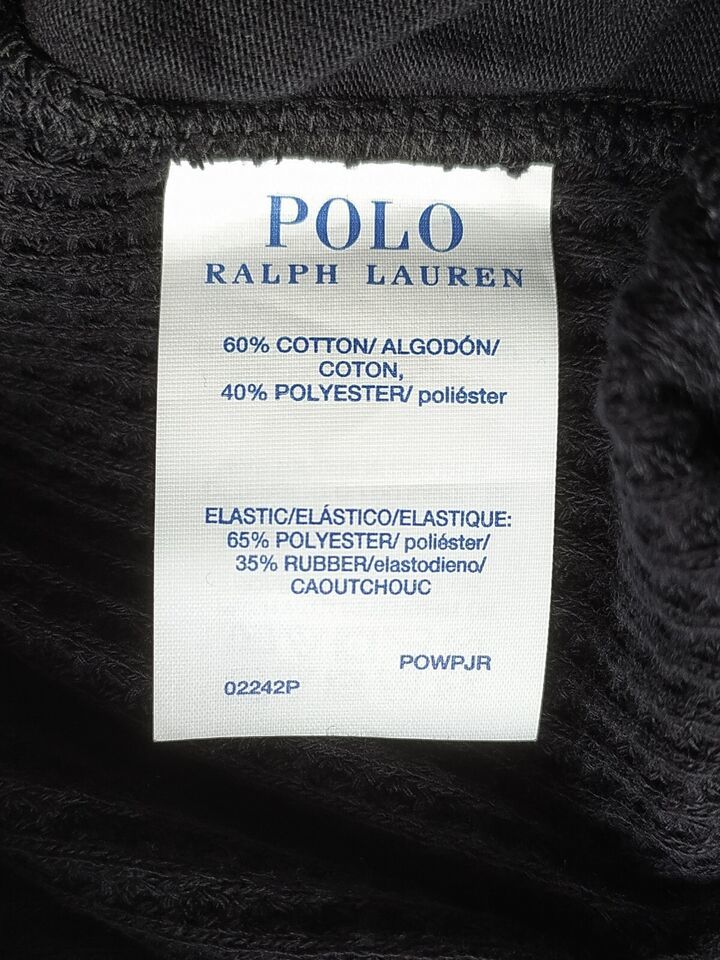 POLO
RALPH LAUREN
60% COTTON/ ALGODÓN/
COTON,
40% POLYESTER/ poliéster
ELASTIC/ELÁSTICO/ELASTIQUE:
65% POLYESTER/ poliéster/
35% RUBBER/elastodieno/
CAOUTCHOUC
POWPJR
02242P